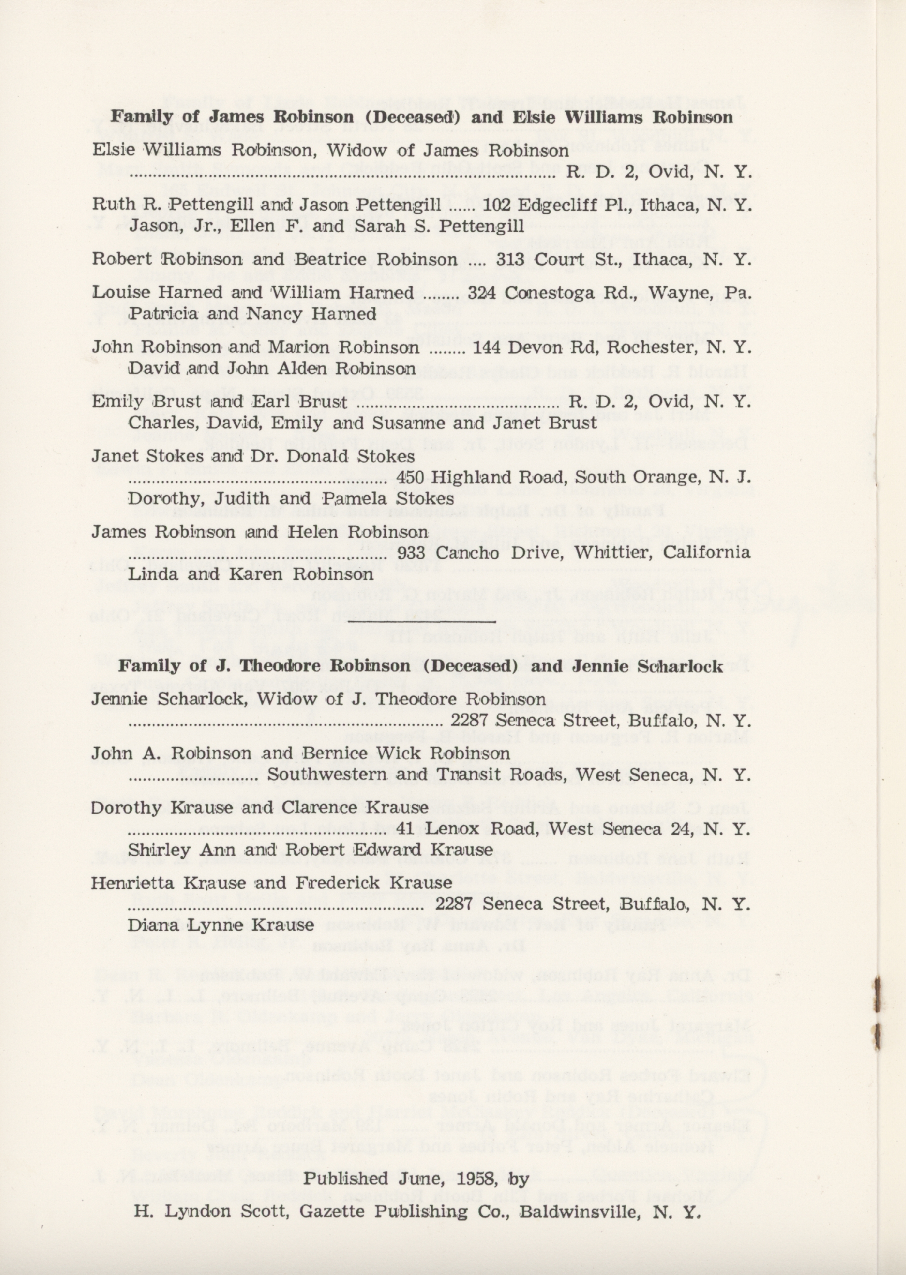 Family of James Robinson (Deceased) and Elsie Williams Robinson
Elsie Williams Robinson, Widow of James Robinson
........................................................................................... R. D. 2, Ovid, N. Y.
Ruth R. Pettengill and Jason Pettengill ...... 102 Edgecliff Pl., Ithaca, N. Y.
Jason, Jr., Ellen F. and Sarah S. Pettengill
Robert Robinson and Beatrice Robinson .... 313 Court St., Ithaca, N. Y.
Louise Harned and William Harned ........ 324 Conestoga Rd., Wayne, Pa.
Patricia and Nancy Harned
John Robinson and Marion Robinson ........ 144 Devon Rd, Rochester, N. Y.
David and John Alden Robinson
Emily Brust and Earl Brust .......................................... R. D. 2, Ovid, N. Y.
Charles, David, Emily and Susanne and Janet Brust
Janet Stokes and Dr. Donald Stokes
..................................................... 450 Highland Road, South Orange, N. J.
Dorothy, Judith and Pamela Stokes
James Robinson and Helen Robinson
..................................................... 933 Cancho Drive, Whittier, California
Linda and Karen Robinson
Family of J. Theodore Robinson (Deceased) and Jennie Scharlock
Jennie Scharlock, Widow of J. Theodore Robinson
................................................................. 2287 Seneca Street, Buffalo, N. Y.
John A. Robinson and Bernice Wick Robinson
........................... Southwestern and Transit Roads, West Seneca, N. Y.
Dorothy Krause and Clarence Krause
..................................................... 41 Lenox Road, West Seneca 24, N. Y.
Shirley Ann and Robert Edward Krause
Henrietta Krause and Frederick Krause
............................................................. 2287 Seneca Street, Buffalo, N. Y.
Diana Lynne Krause
Published June, 1958, by
H. Lyndon Scott, Gazette Publishing Co., Baldwinsville, N. Y.